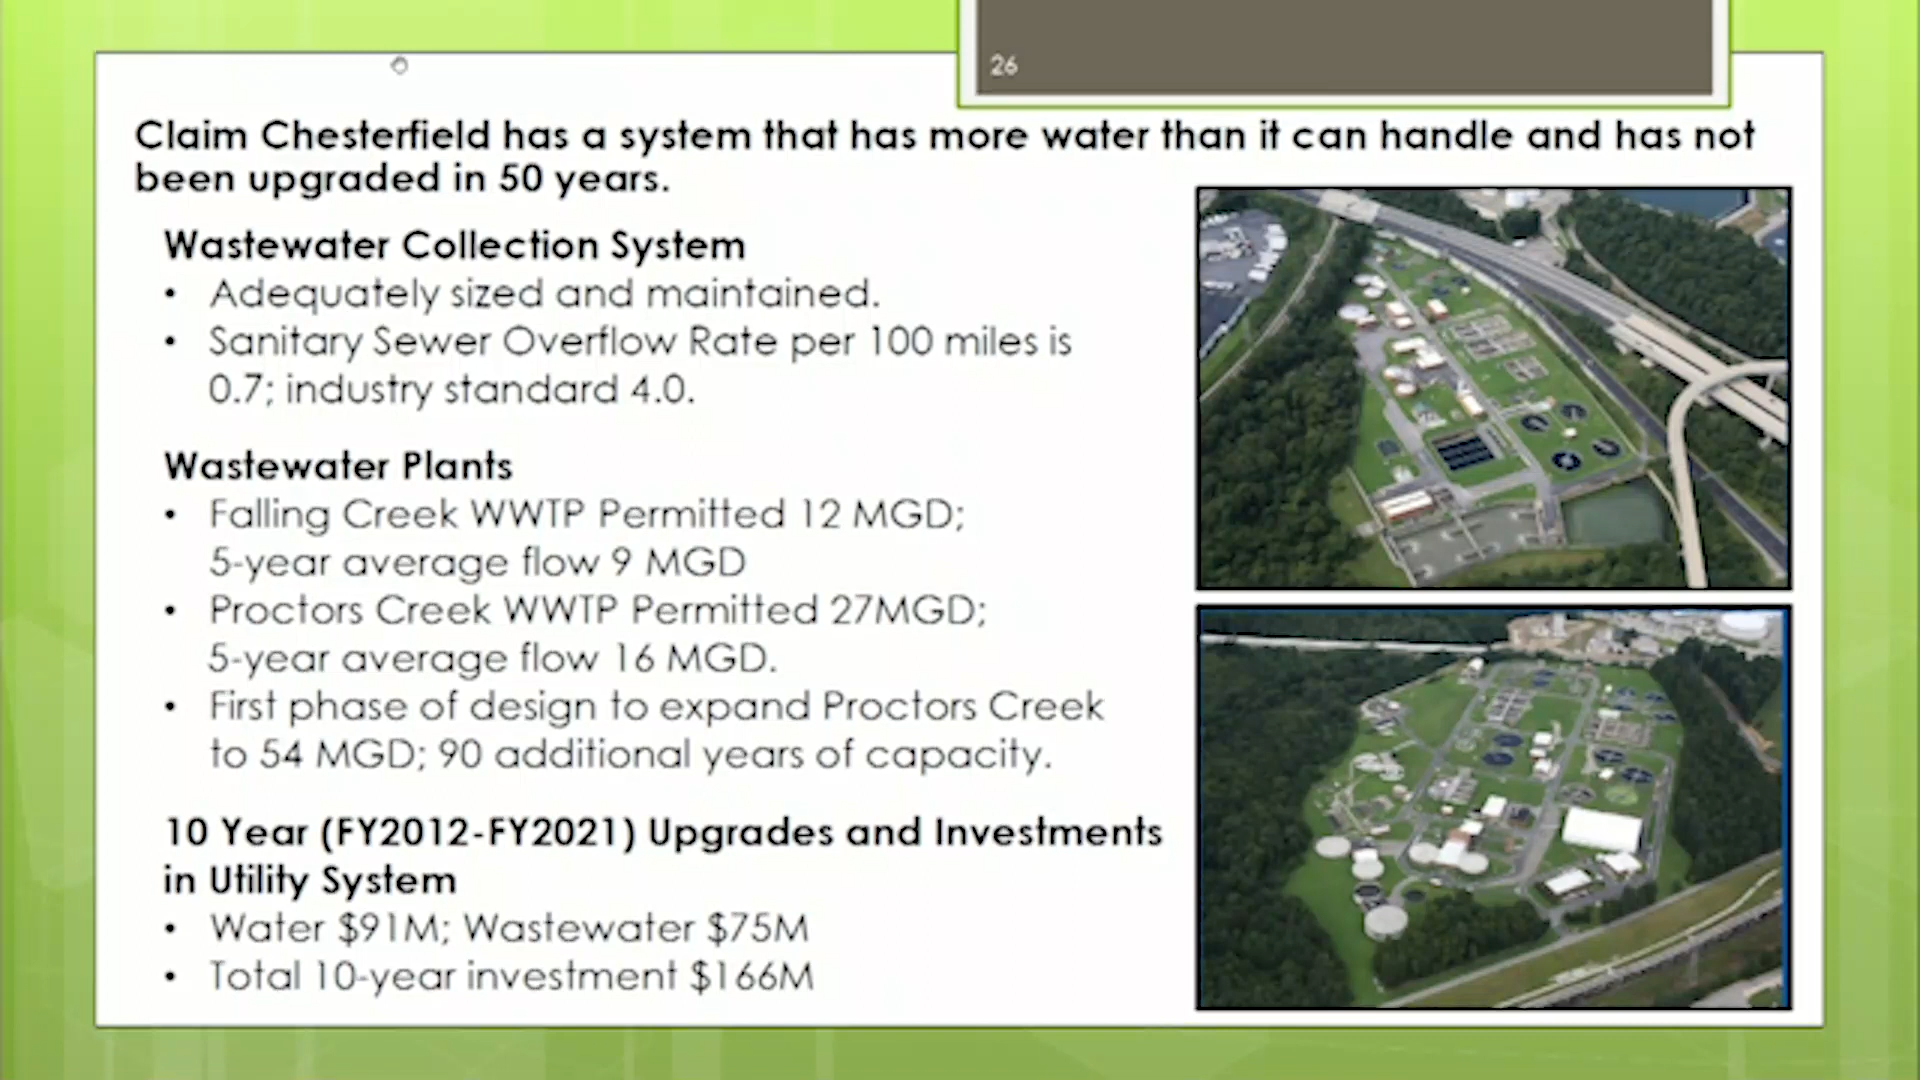 26
Claim Chesterfield has a system that has more water than it can handle and has not
been upgraded in 50 years.
Wastewater Collection System
• Adequately sized and maintained.
• Sanitary Sewer Overflow Rate per 100 miles is
0.7; industry standard 4.0.
Wastewater Plants
• Falling Creek WWTP Permitted 12 MGD;
5-year average flow 9 MGD
• Proctors Creek WWTP Permitted 27MGD;
5-year average flow 16 MGD.
• First phase of design to expand Proctors Creek
to 54 MGD; 90 additional years of capacity.
10 Year (FY2012-FY2021) Upgrades and Investments
in Utility System
• Water $91M; Wastewater $75M
• Total 10-year investment $166M